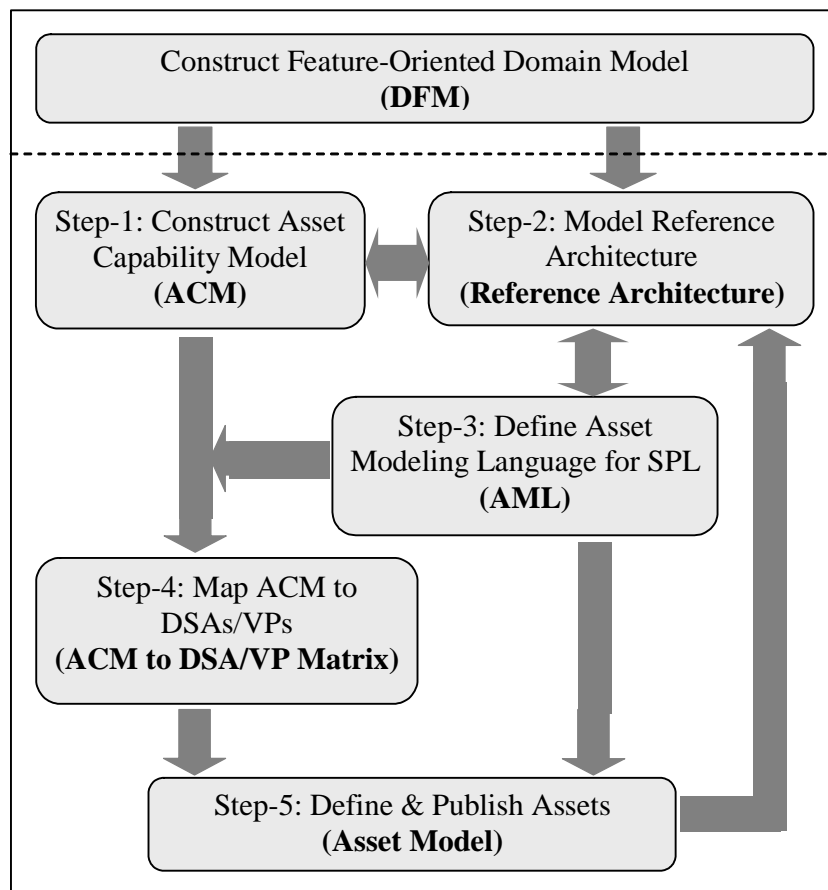 Construct Feature-Oriented Domain Model
(DFM)
Step-1: Construct Asset
Capability Model
(ACM)
Step-2: Model Reference
Architecture
(Reference Architecture)
Step-3: Define Asset
Modeling Language for SPL
(AML)
Step-4: Map ACM to
DSAs/VPs
(ACM to DSA/VP Matrix)
Step-5: Define & Publish Assets
(Asset Model)